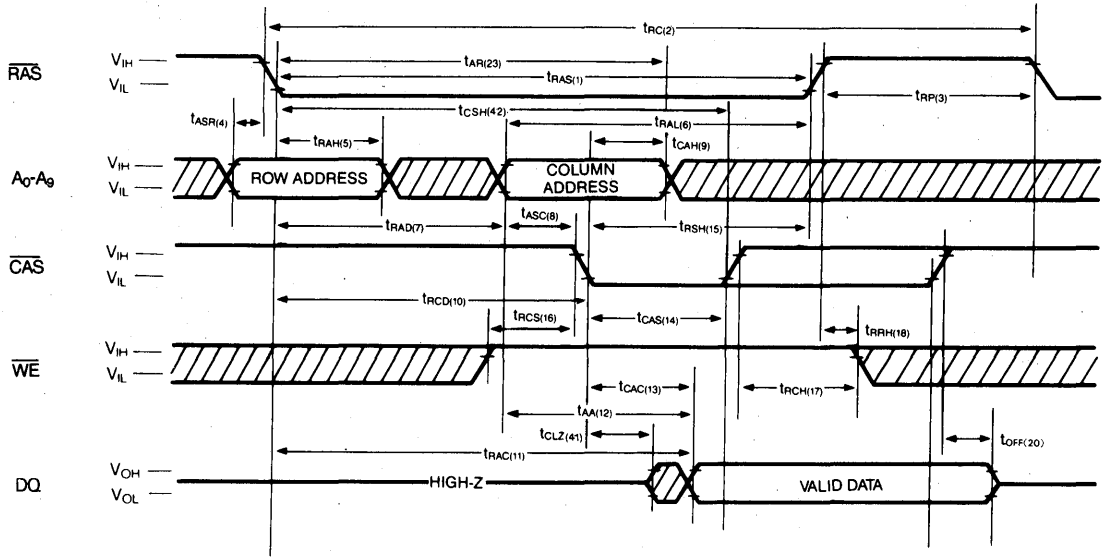 tRC(2)
RAS
VIH
VIL
tAR(23)
tRAS(1)
tRP(3)
tCSH(42)
tASR(4)
tRAL(6)
tRAH(5)
tCAH(9)
A0-A9
VIH
VIL
ROW ADDRESS
COLUMN
ADDRESS
tRAD(7)
tASC(8)
tRSH(15)
CAS
VIH
VIL
tRCD(10)
tRCS(16)
tCAS(14)
tRRH(18)
WE
VIH
VIL
tCAC(13)
tRCH(17)
tAA(12)
tCLZ(41)
tOFF(20)
tRAC(11)
DQ
VOH
VOL
HIGH-Z
VALID DATA